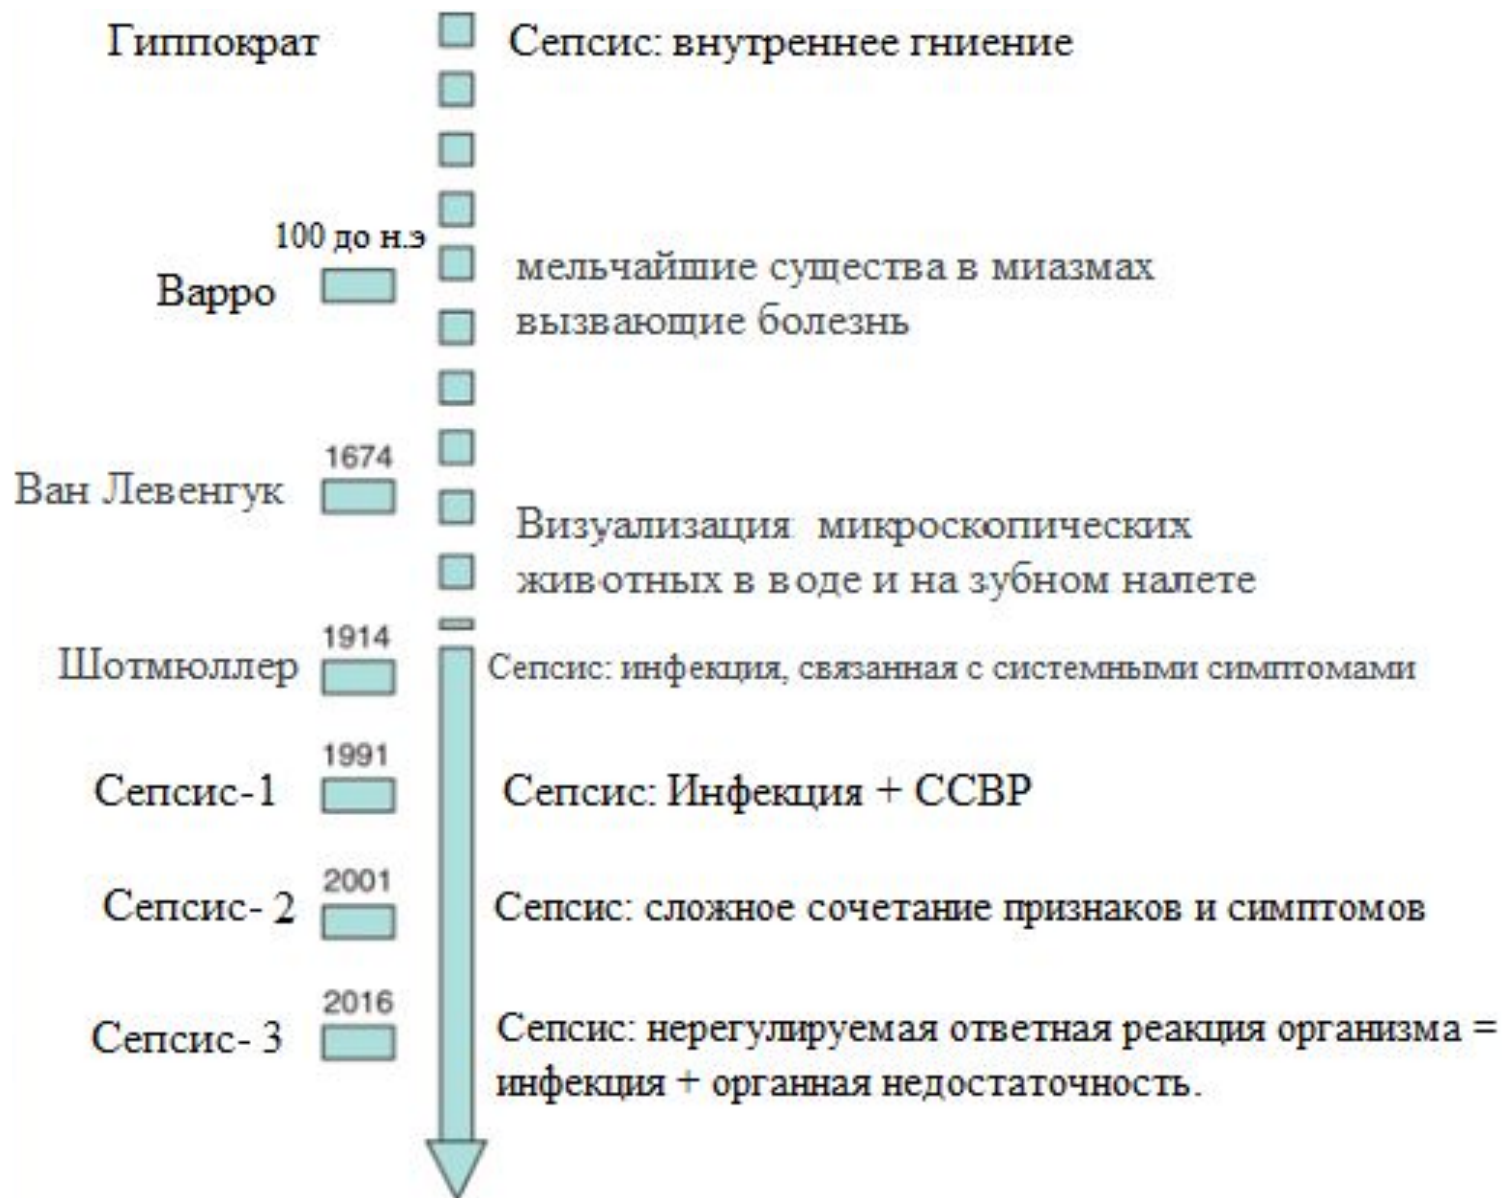 Гиппократ
Сепсис: внутреннее гниение
100 до н.э
Варро
мельчайшие существа в миазмах
вызвающие болезнь
1674
Ван Левенгук
Визуализация микроскопических
животных в воде и на зубном налете
1914
Шотмюллер
Сепсис: инфекция, связанная с системными симптомами
1991
Сепсис-1
Сепсис: Инфекция + ССВР
2001
Сепсис- 2
Сепсис: сложное сочетание признаков и симптомов
2016
Сепсис- 3
Сепсис: нерегулируемая ответная реакция организма =
инфекция + органная недостаточность.